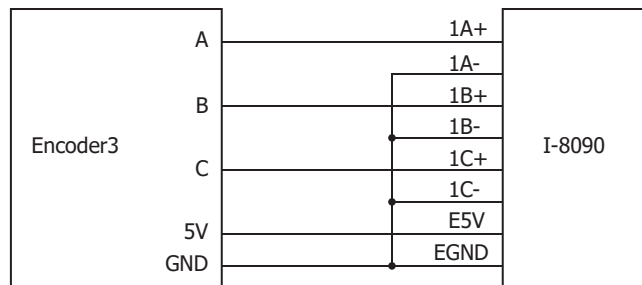 A
1A+
1A-
B
1B+
1B-
Encoder3
I-8090
C
1C+
1C-
5V
E5V
GND
EGND